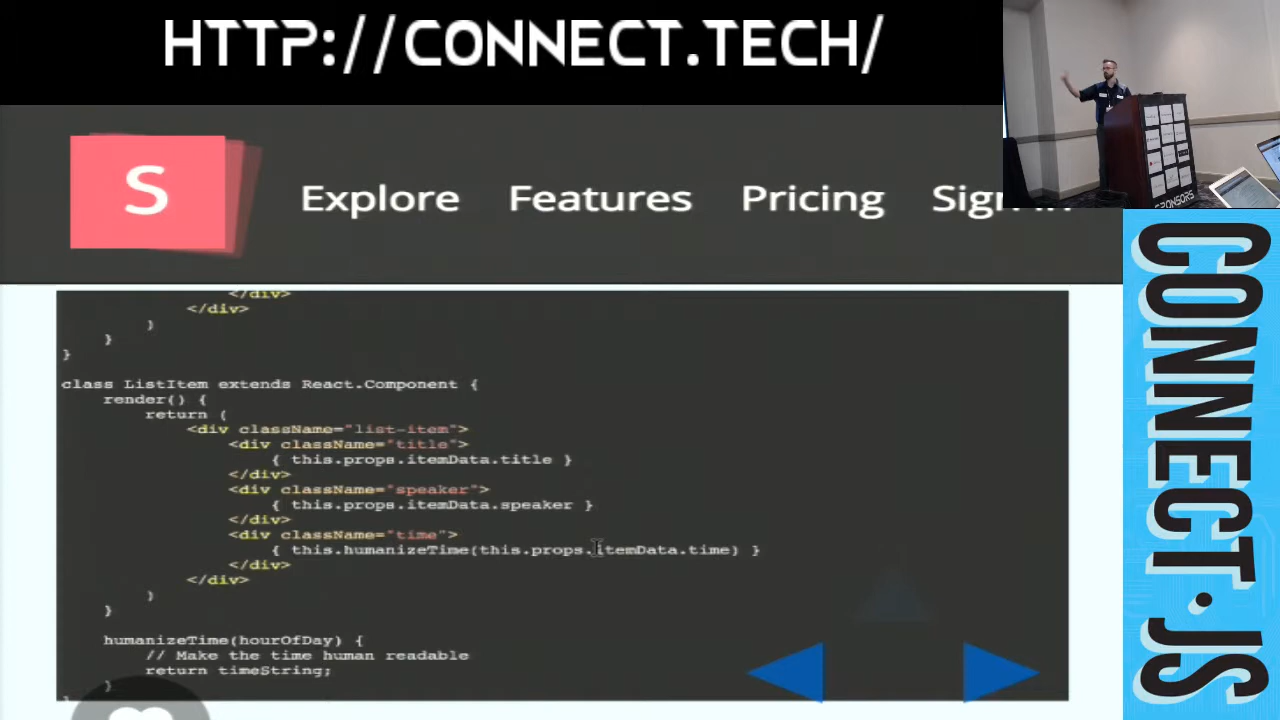 HTTP://CONNECT.TECH/
S
Explore Features Pricing Sign in
</div>
</div>
)
}
}
class ListItem extends React.Component {
render() {
return (
<div className="list-item">
<div className="title">
{ this.props.itemData.title }
</div>
<div className="speaker">
{ this.props.itemData.speaker }
</div>
<div className="time">
{ this.humanizeTime(this.props.itemData.time) }
</div>
</div>
)
}
humanizeTime(hourOfDay) {
// Make the time human readable
return timeString;
}
SPONSORS
CONNECT.JS